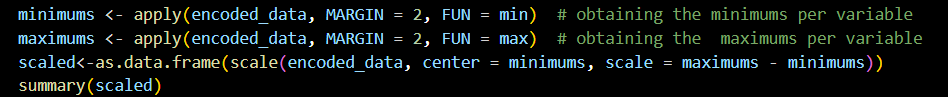 minimums <- apply(encoded_data, MARGIN = 2, FUN = min)  # obtaining the minimums per variable
maximums <- apply(encoded_data, MARGIN = 2, FUN = max)  # obtaining the  maximums per variable
scaled<-as.data.frame(scale(encoded_data, center = minimums, scale = maximums - minimums))
summary(scaled)